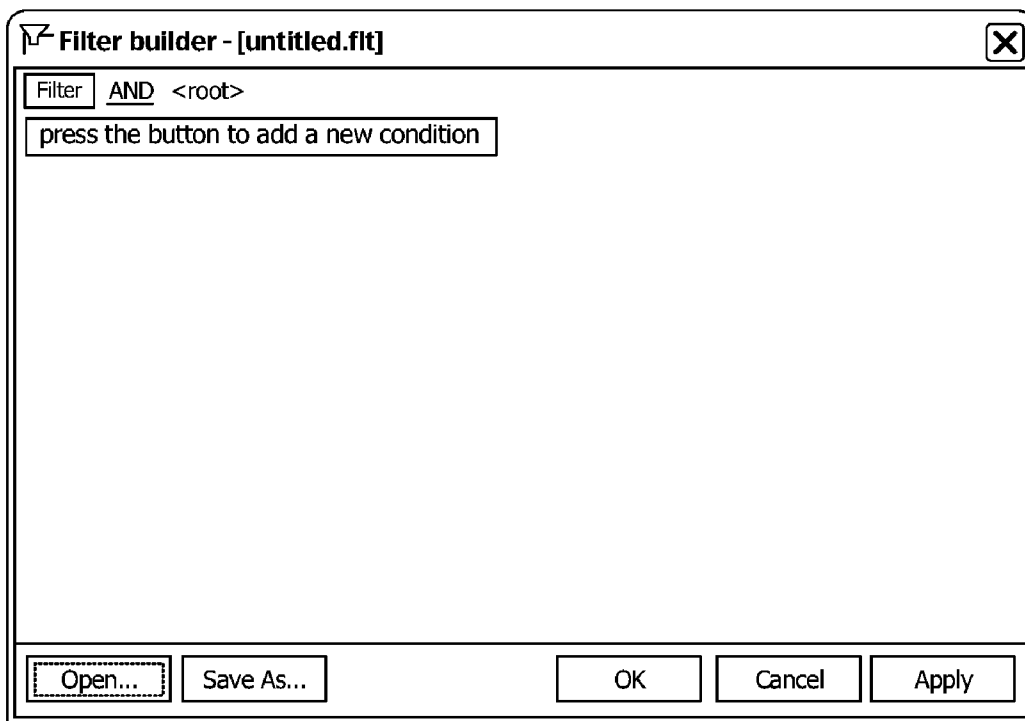 Filter builder - [untitled.flt]
Filter AND <root>
press the button to add a new condition
Open... Save As... OK Cancel Apply